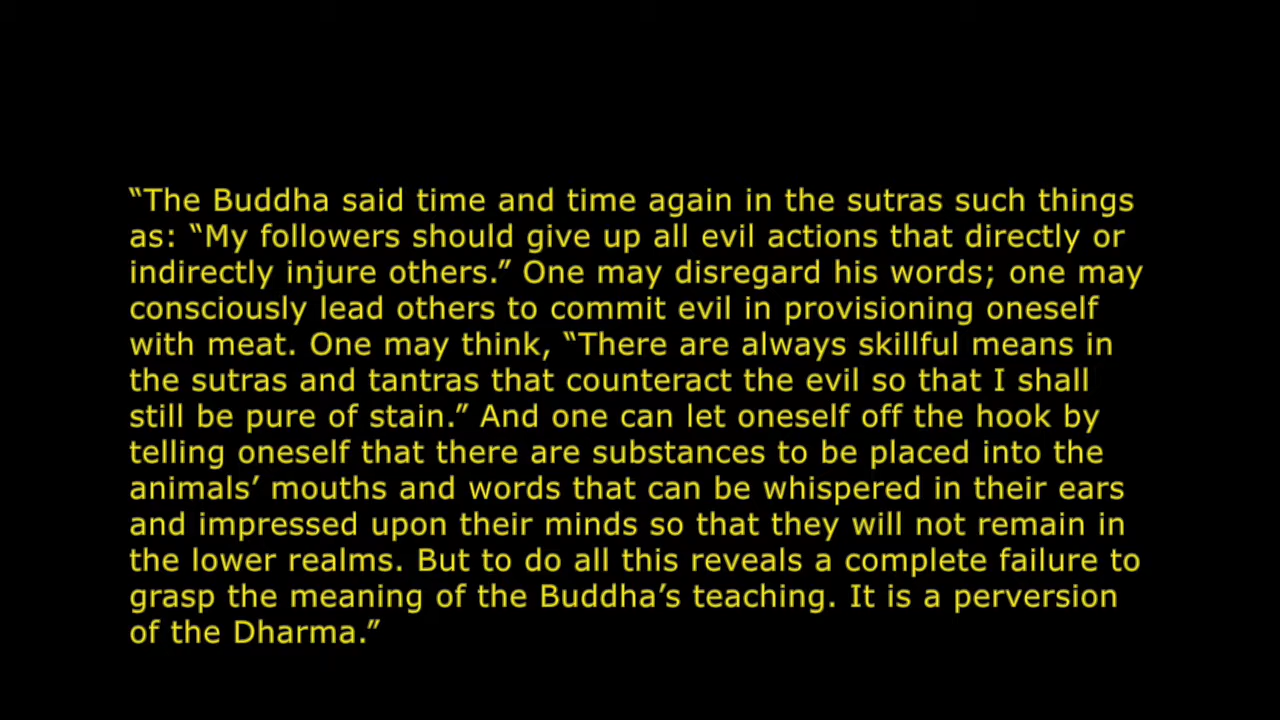 “The Buddha said time and time again in the sutras such things
as: “My followers should give up all evil actions that directly or
indirectly injure others.” One may disregard his words; one may
consciously lead others to commit evil in provisioning oneself
with meat. One may think, “There are always skillful means in
the sutras and tantras that counteract the evil so that I shall
still be pure of stain.” And one can let oneself off the hook by
telling oneself that there are substances to be placed into the
animals’ mouths and words that can be whispered in their ears
and impressed upon their minds so that they will not remain in
the lower realms. But to do all this reveals a complete failure to
grasp the meaning of the Buddha’s teaching. It is a perversion
of the Dharma.”